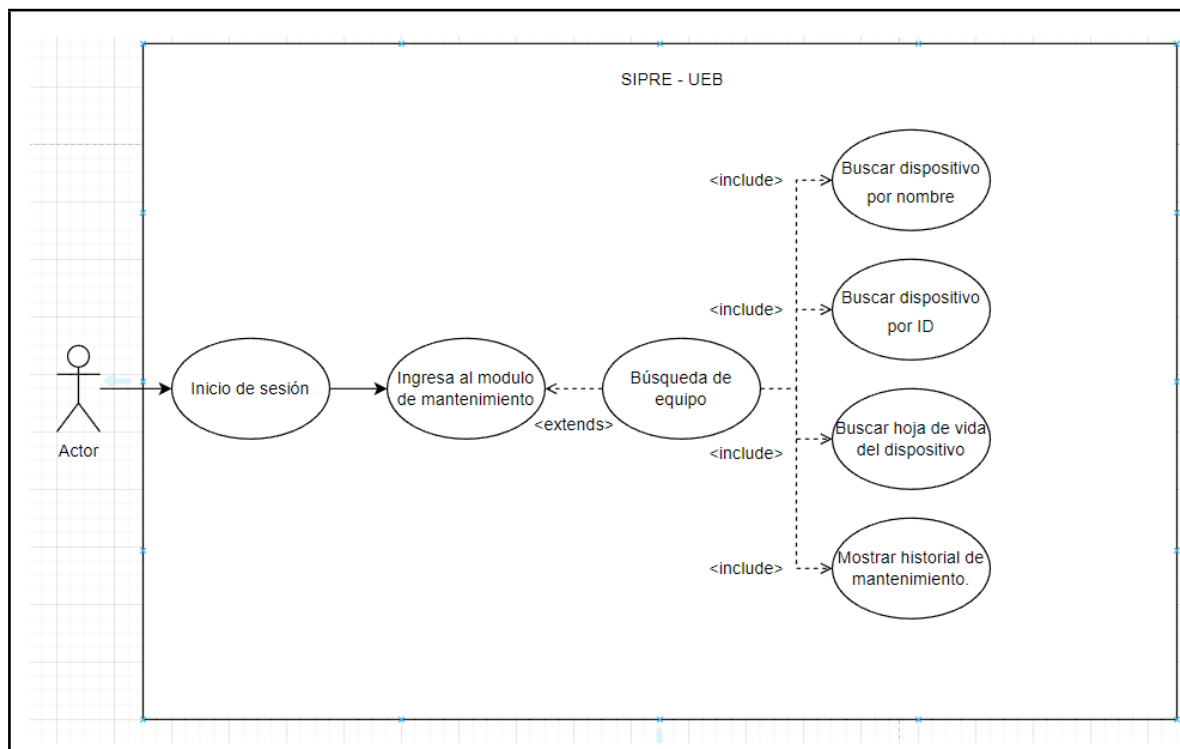 SIPRE - UEB
Actor
Inicio de sesión
Ingresa al modulo
de mantenimiento
<extends>
Búsqueda de
equipo
<include>
Buscar dispositivo
por nombre
<include>
Buscar dispositivo
por ID
<include>
Buscar hoja de vida
del dispositivo
<include>
Mostrar historial de
mantenimiento.